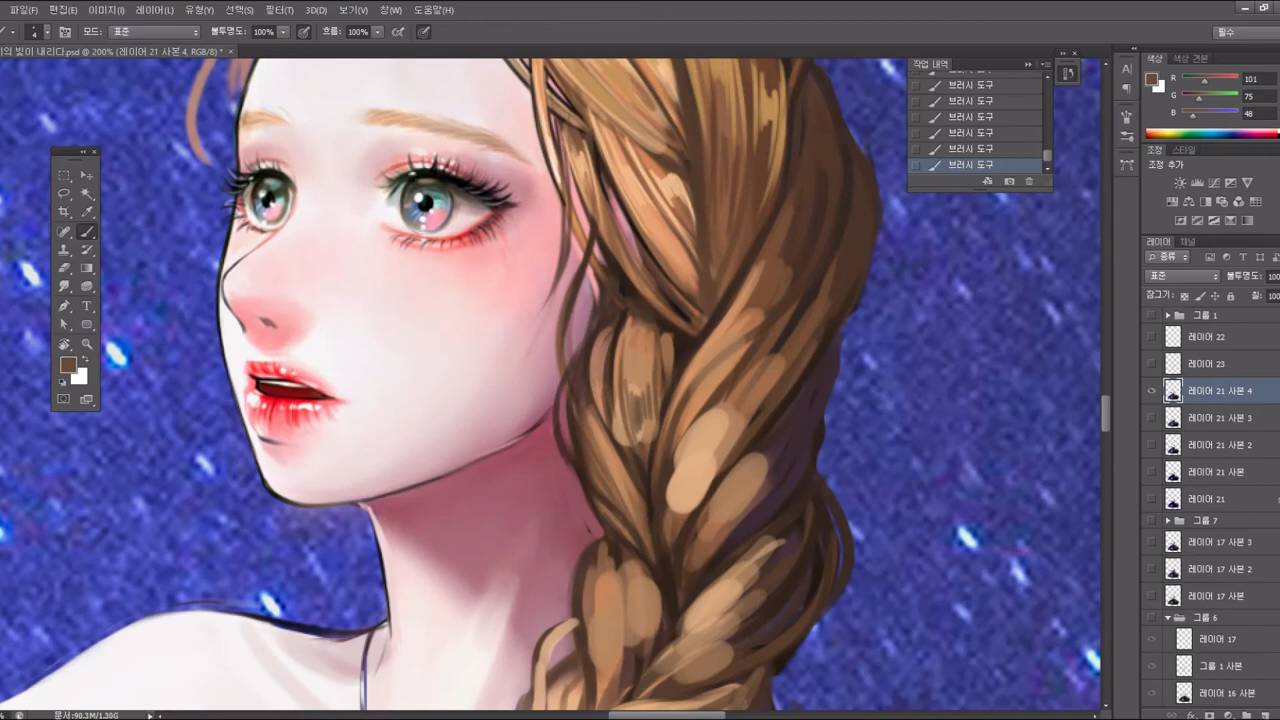 파일(F) 편집(E) 이미지(I) 레이어(L) 유형(Y) 선택(S) 필터(T) 3D(D) 보기(V) 창(W) 도움말(H)
4 모드: 표준 불투명도: 100% 흐름: 100% 필수
의 빛이 내리다.psd @ 200% (레이어 21 사본 4, RGB/8) * ×
작업 내역
브러시 도구
브러시 도구
브러시 도구
브러시 도구
브러시 도구
브러시 도구
색상 색상 견본
R 101
G 75
B 48
조정 스타일
조정 추가
레이어 채널
종류
표준 불투명도: 100
잠그기: 칠: 100
그룹 1
레이어 22
레이어 23
레이어 21 사본 4
레이어 21 사본 3
레이어 21 사본 2
레이어 21 사본
레이어 21
그룹 7
레이어 17 사본 3
레이어 17 사본 2
레이어 17 사본
그룹 6
레이어 17
그룹 1 사본
레이어 16 사본
% 문서:90.3M/1.30G